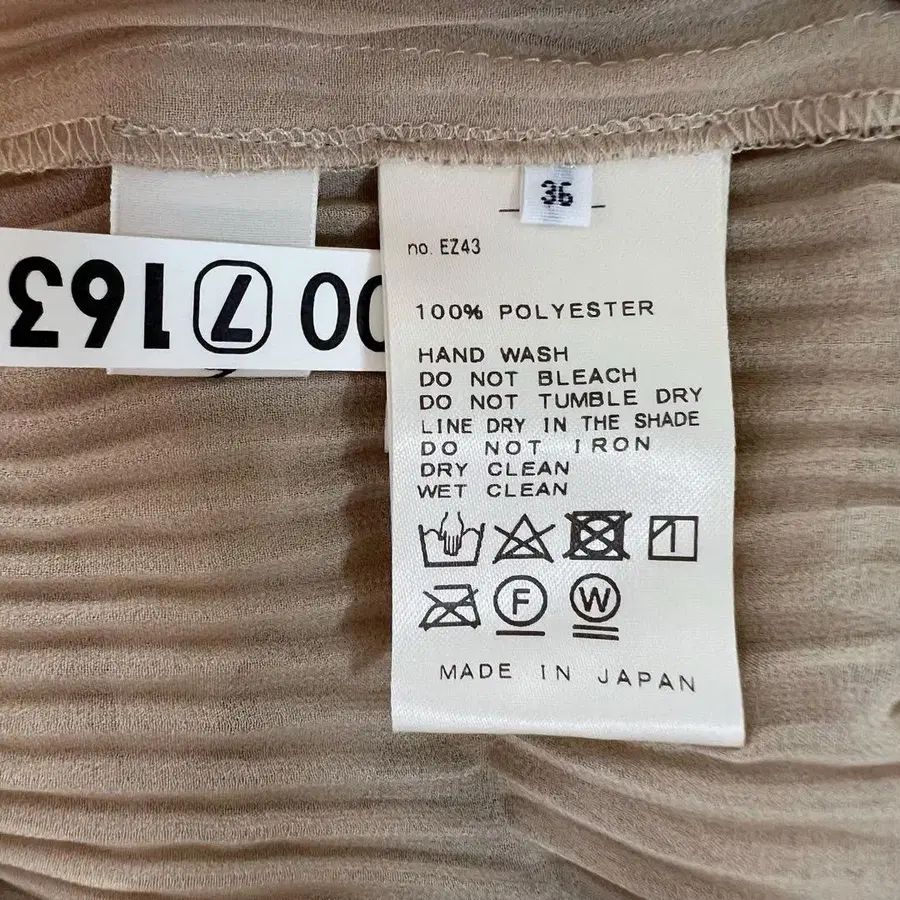 36
no. EZ43
100% POLYESTER
HAND WASH
DO NOT BLEACH
DO NOT TUMBLE DRY
LINE DRY IN THE SHADE
DO NOT IRON
DRY CLEAN
WET CLEAN
F W
MADE IN JAPAN
00 7 163